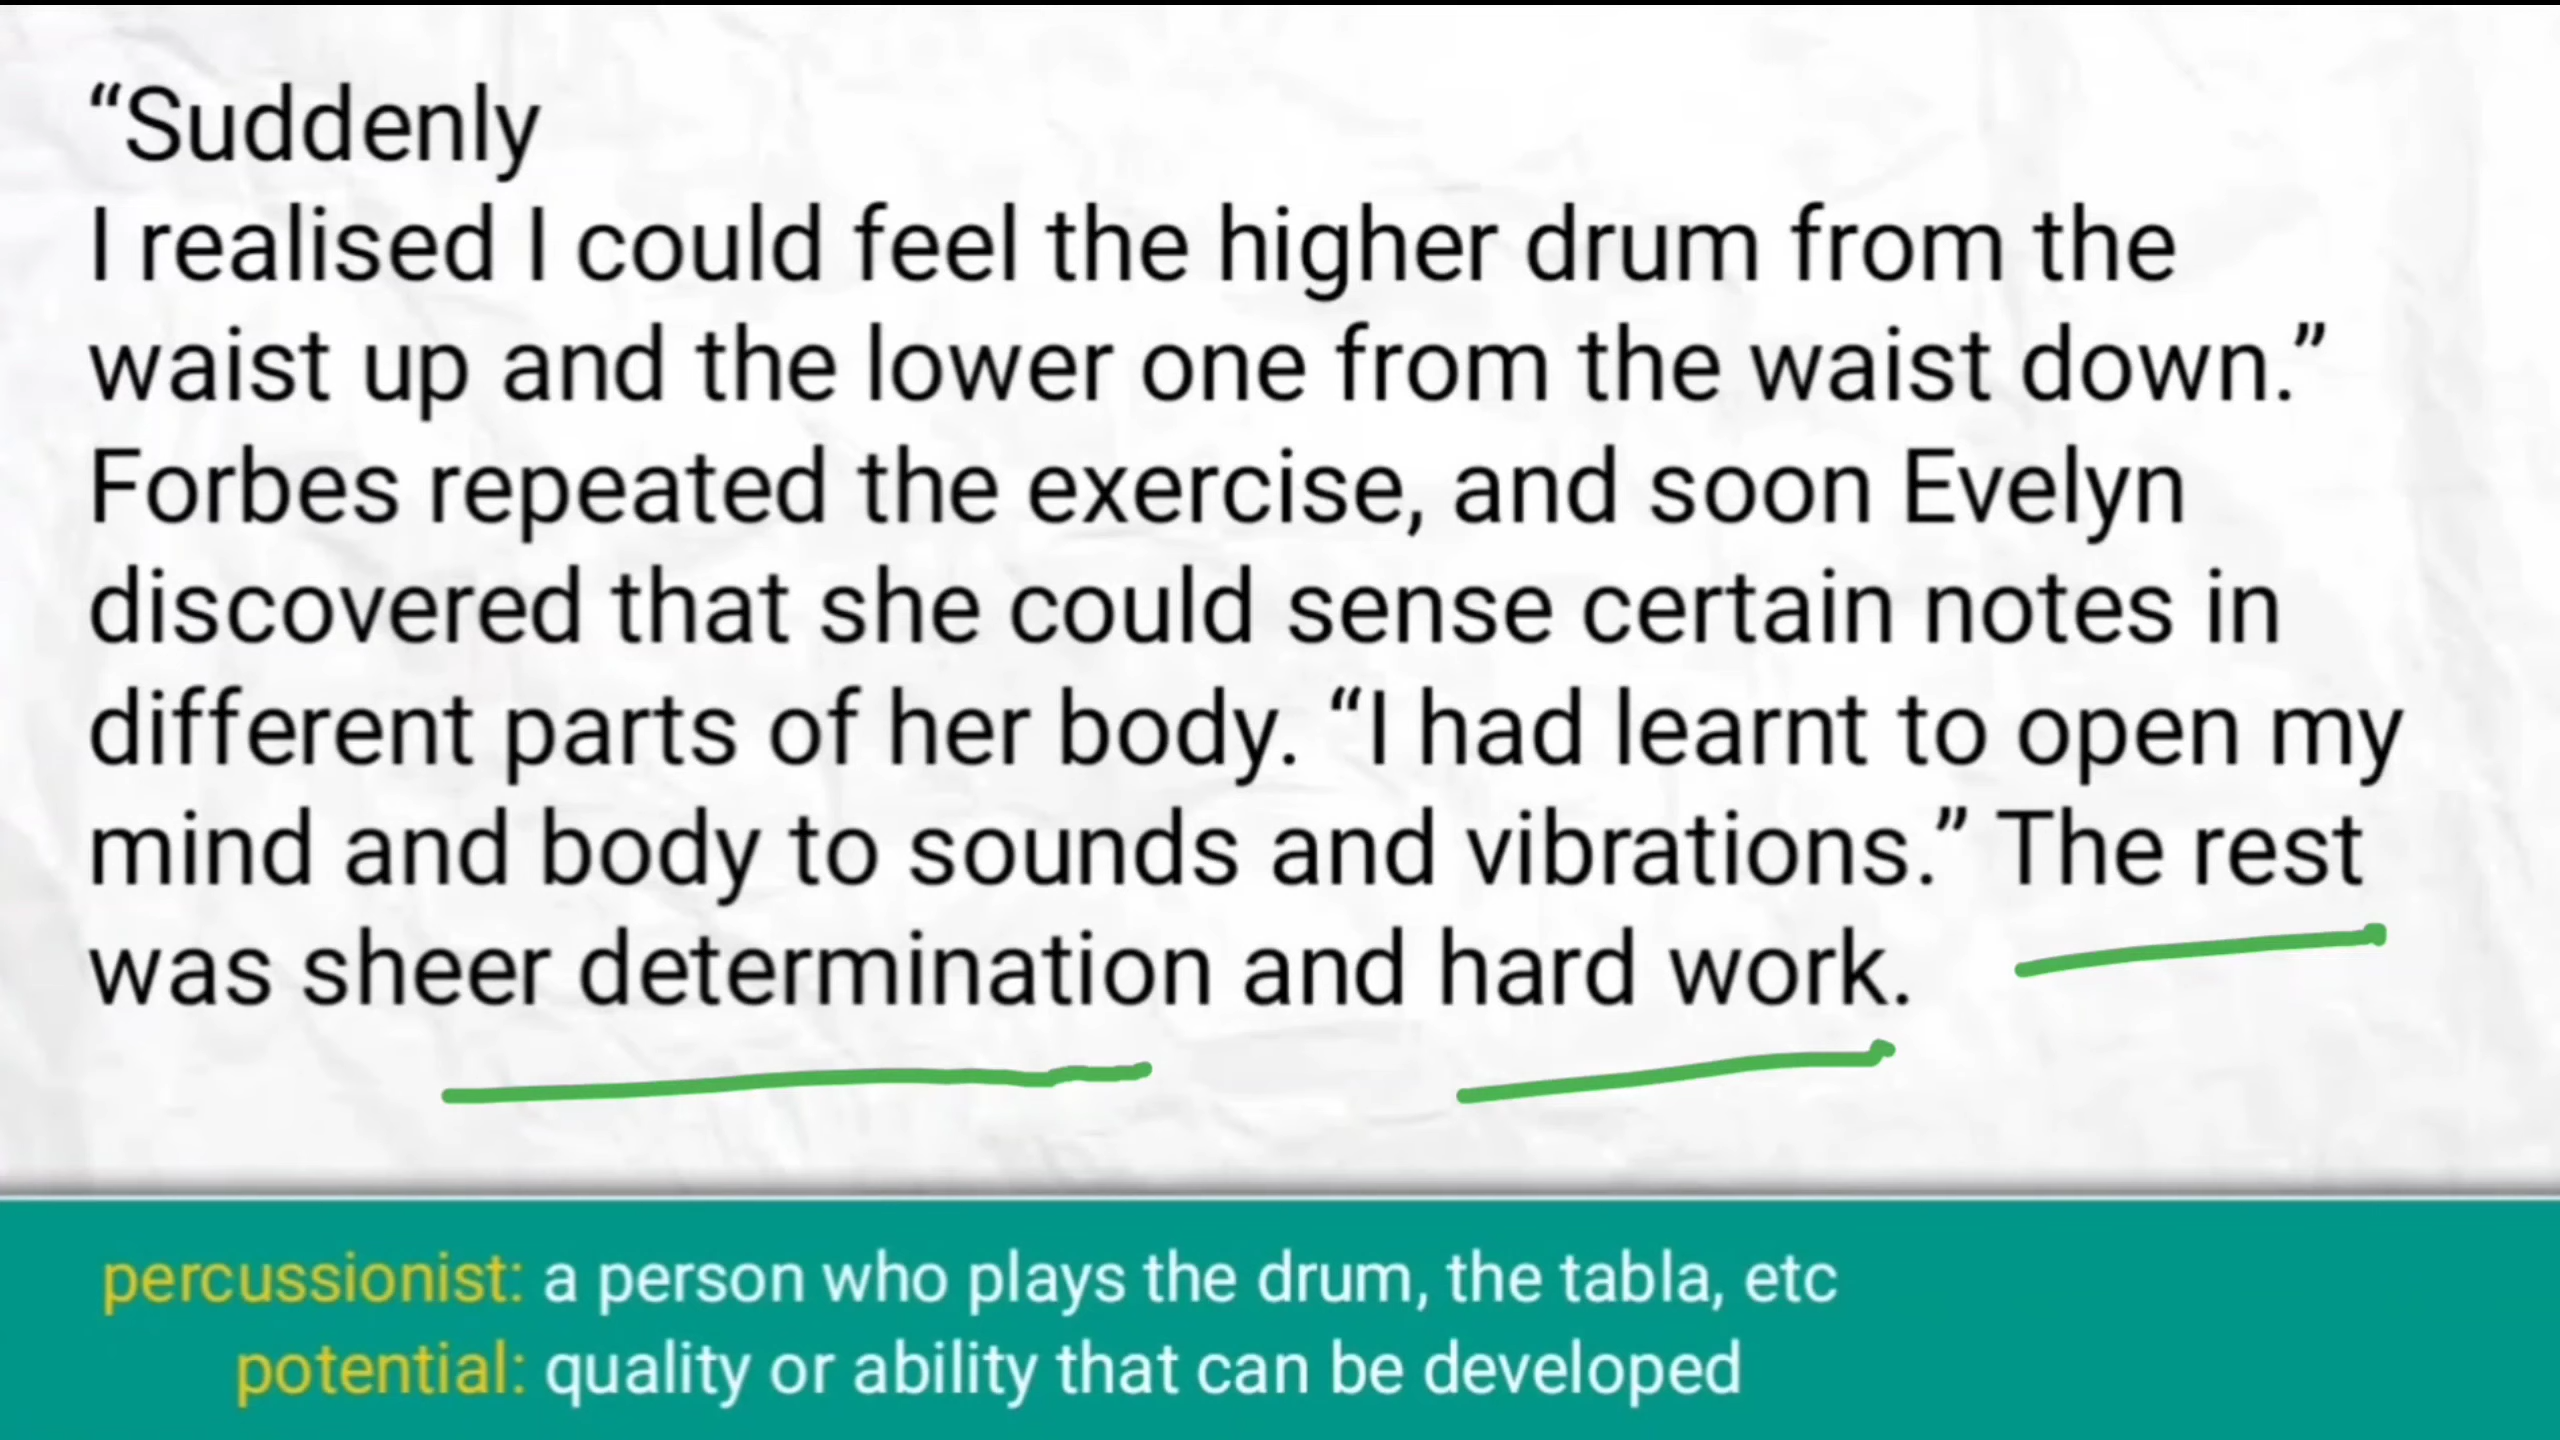 “Suddenly
I realised I could feel the higher drum from the
waist up and the lower one from the waist down.”
Forbes repeated the exercise, and soon Evelyn
discovered that she could sense certain notes in
different parts of her body. “I had learnt to open my
mind and body to sounds and vibrations.” The rest
was sheer determination and hard work.
percussionist: a person who plays the drum, the tabla, etc
potential: quality or ability that can be developed